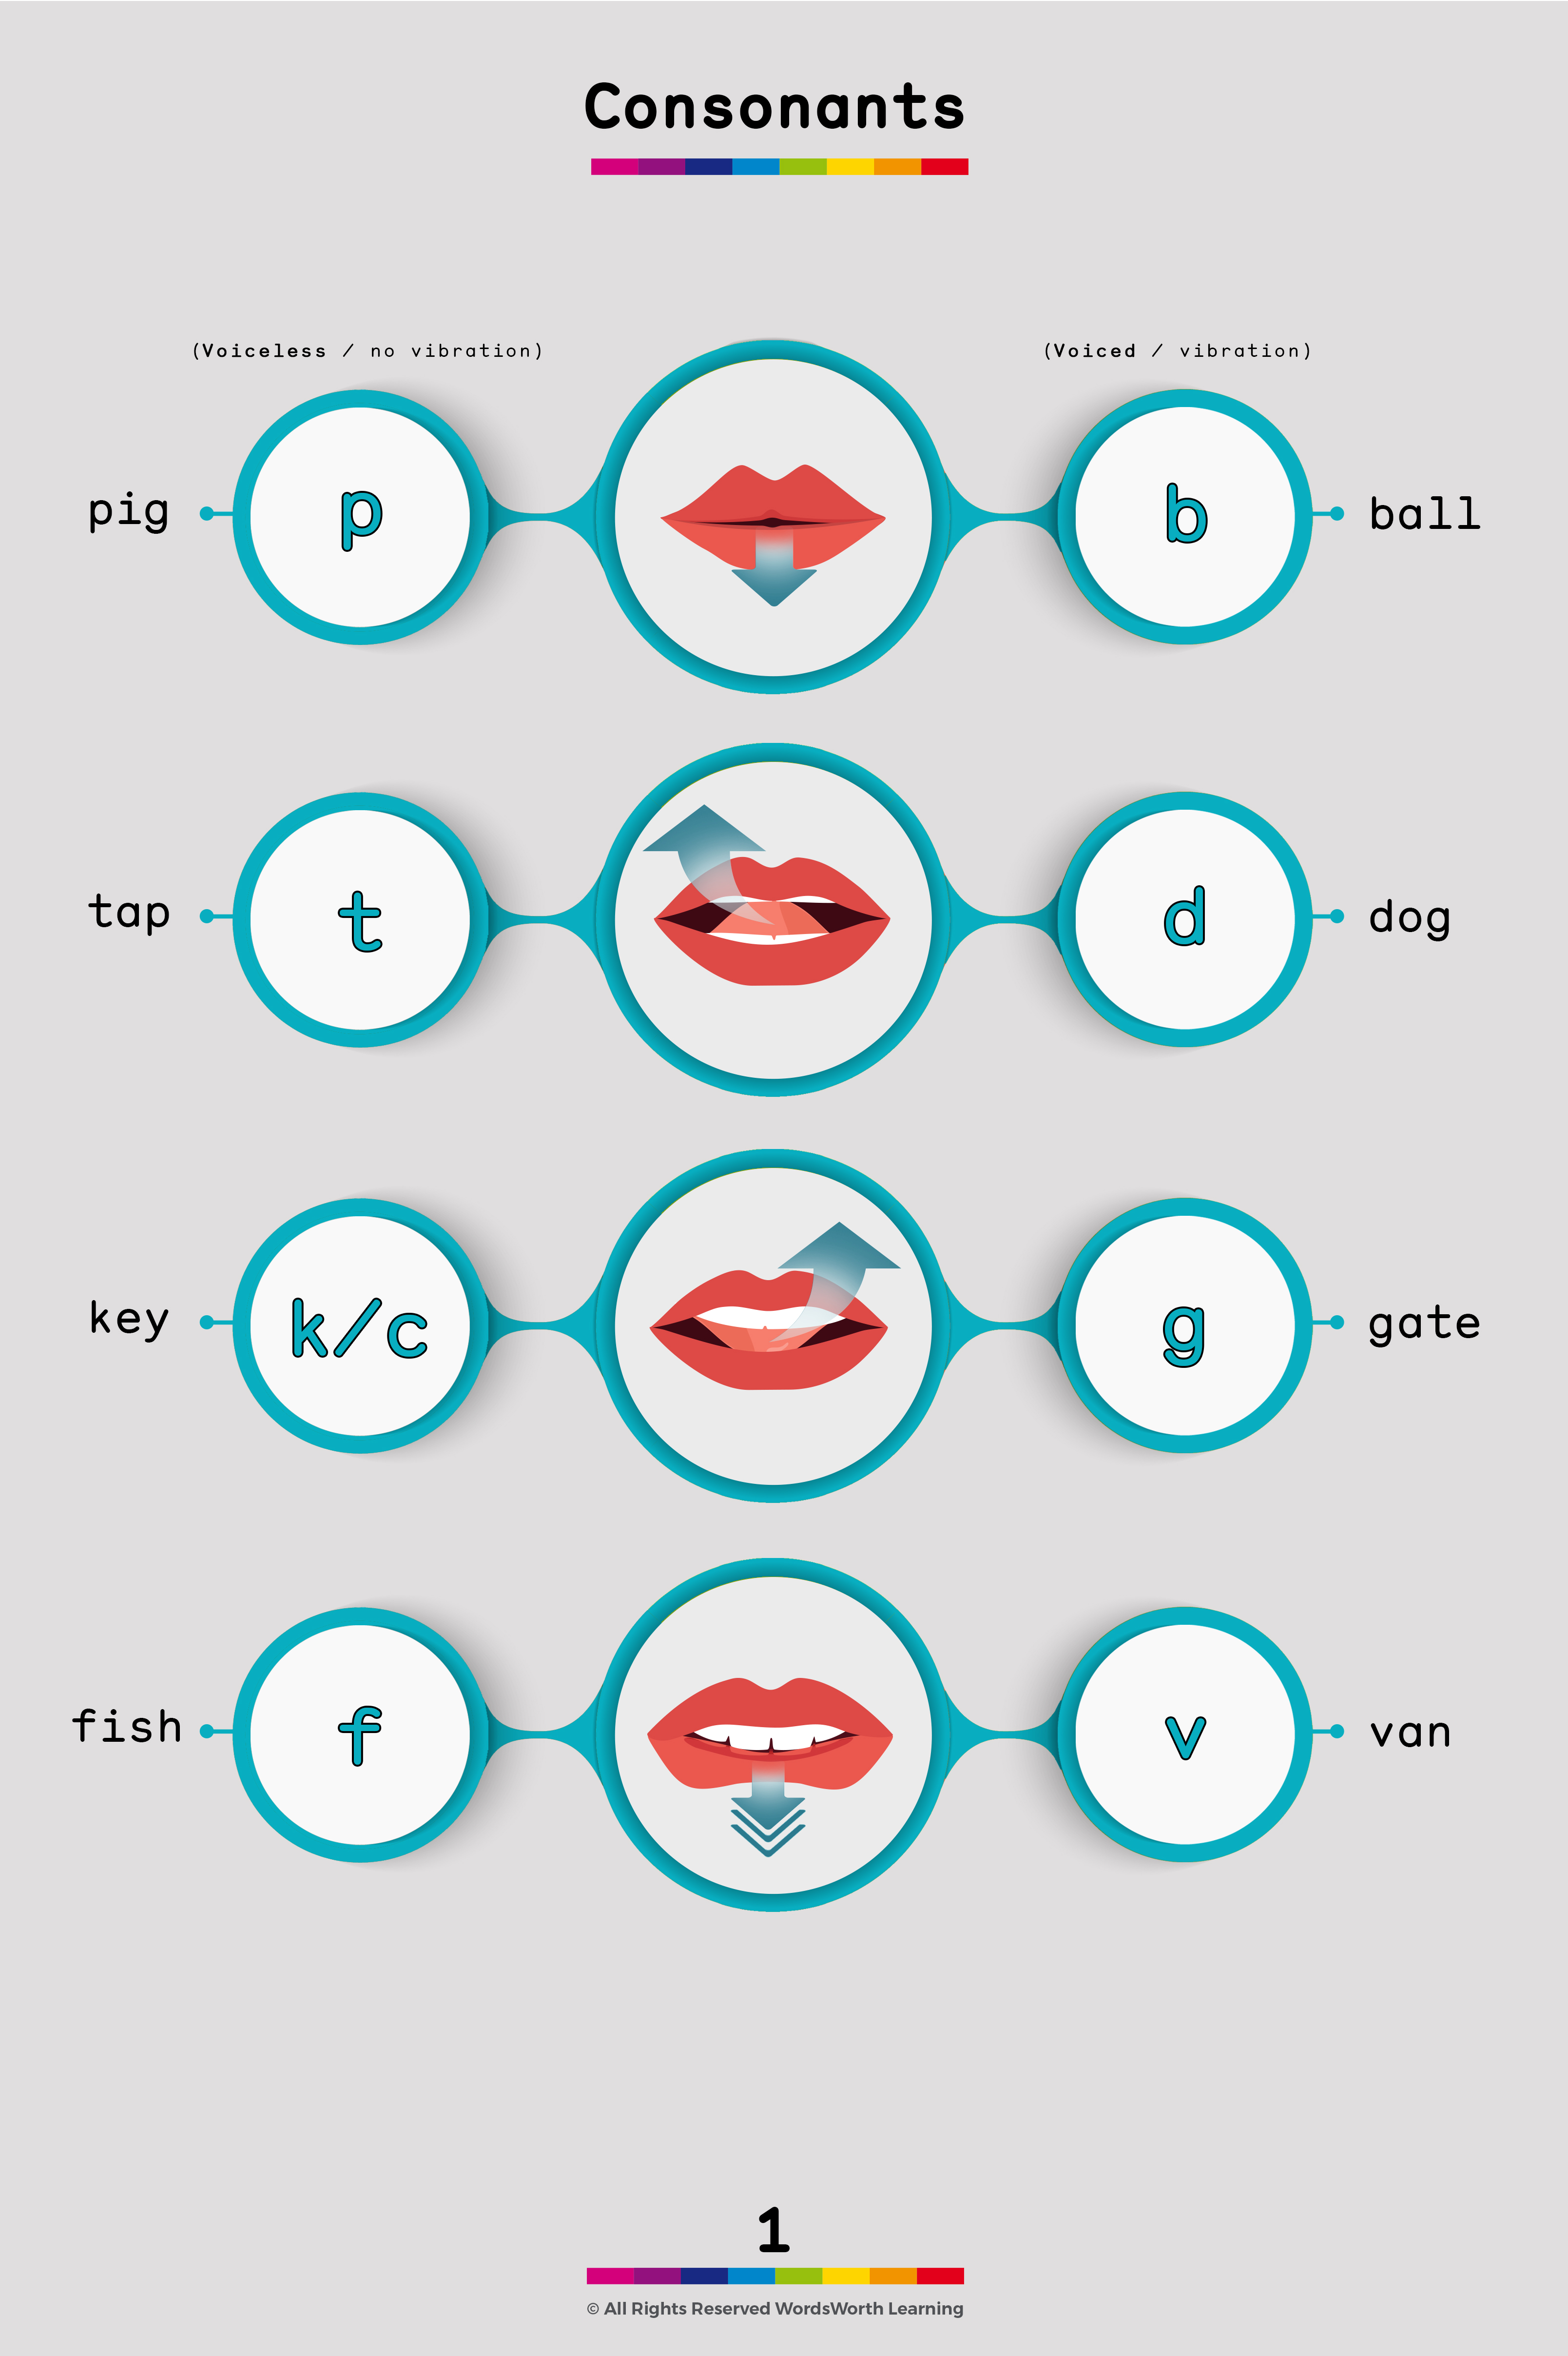 Consonants
(Voiceless / no vibration)
(Voiced / vibration)
pig
p
b
ball
tap
t
d
dog
key
k/c
g
gate
fish
f
v
van
1
© All Rights Reserved WordsWorth Learning